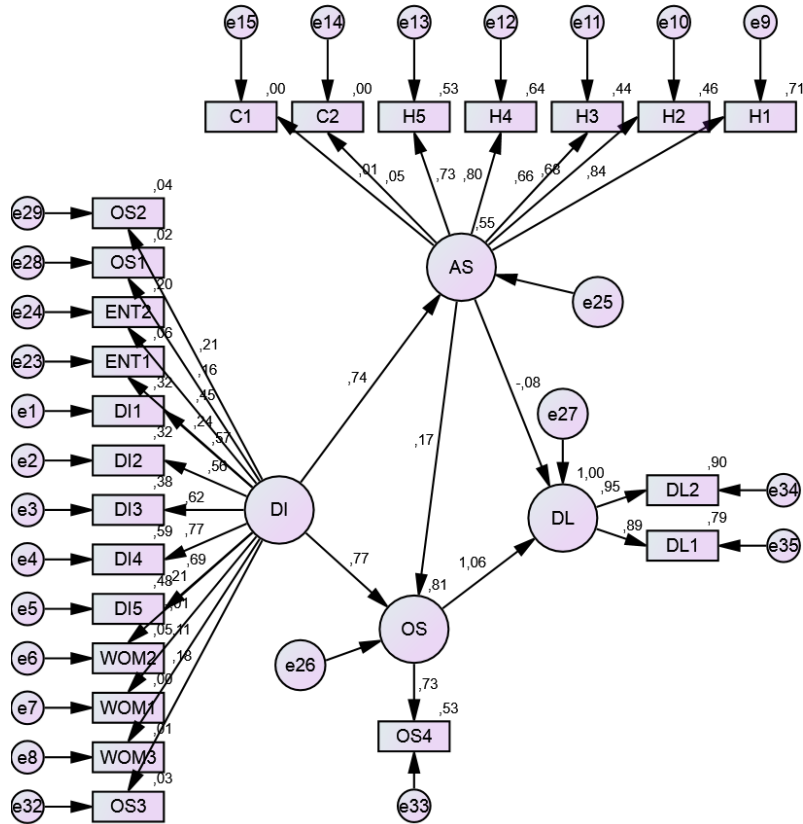 e15
e14
e13
e12
e11
e10
e9
,00
,00
,53
,64
,44
,46
,71
C1
C2
H5
H4
H3
H2
H1
,01
,05
,73
,80
,66
,68
,84
,55
AS
e25
,04
e29
OS2
,02
e28
OS1
,20
e24
ENT2
,06
e23
ENT1
,32
e1
DI1
,32
e2
DI2
,38
e3
DI3
,59
e4
DI4
,48
e5
DI5
,05
e6
WOM2
,00
e7
WOM1
,01
e8
WOM3
,03
e32
OS3
,21
,16
,45
,24
,57
,56
,62
,77
,69
,21
,01
,11
,18
DI
,74
,77
,17
-,08
e27
1,00
DL
,95
,89
,90
DL2
e34
,79
DL1
e35
1,06
,81
OS
e26
,73
,53
OS4
e33